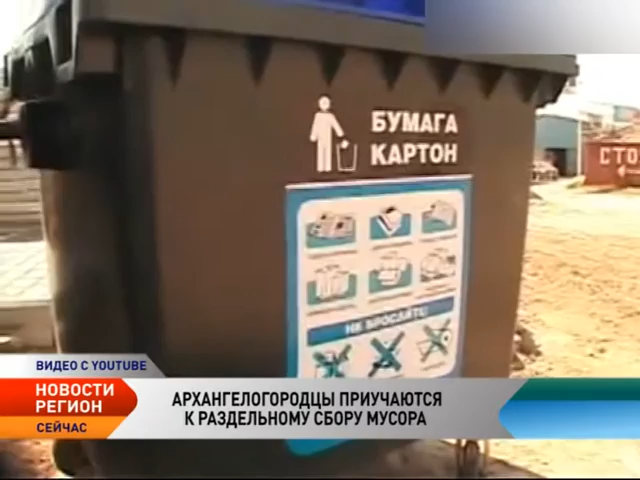 БУМАГА
КАРТОН
СТО
НЕ БРОСАЙТЕ!
ВИДЕО С YOUTUBE
НОВОСТИ
РЕГИОН
СЕЙЧАС
АРХАНГЕЛОГОРОДЦЫ ПРИУЧАЮТСЯ
К РАЗДЕЛЬНОМУ СБОРУ МУСОРА